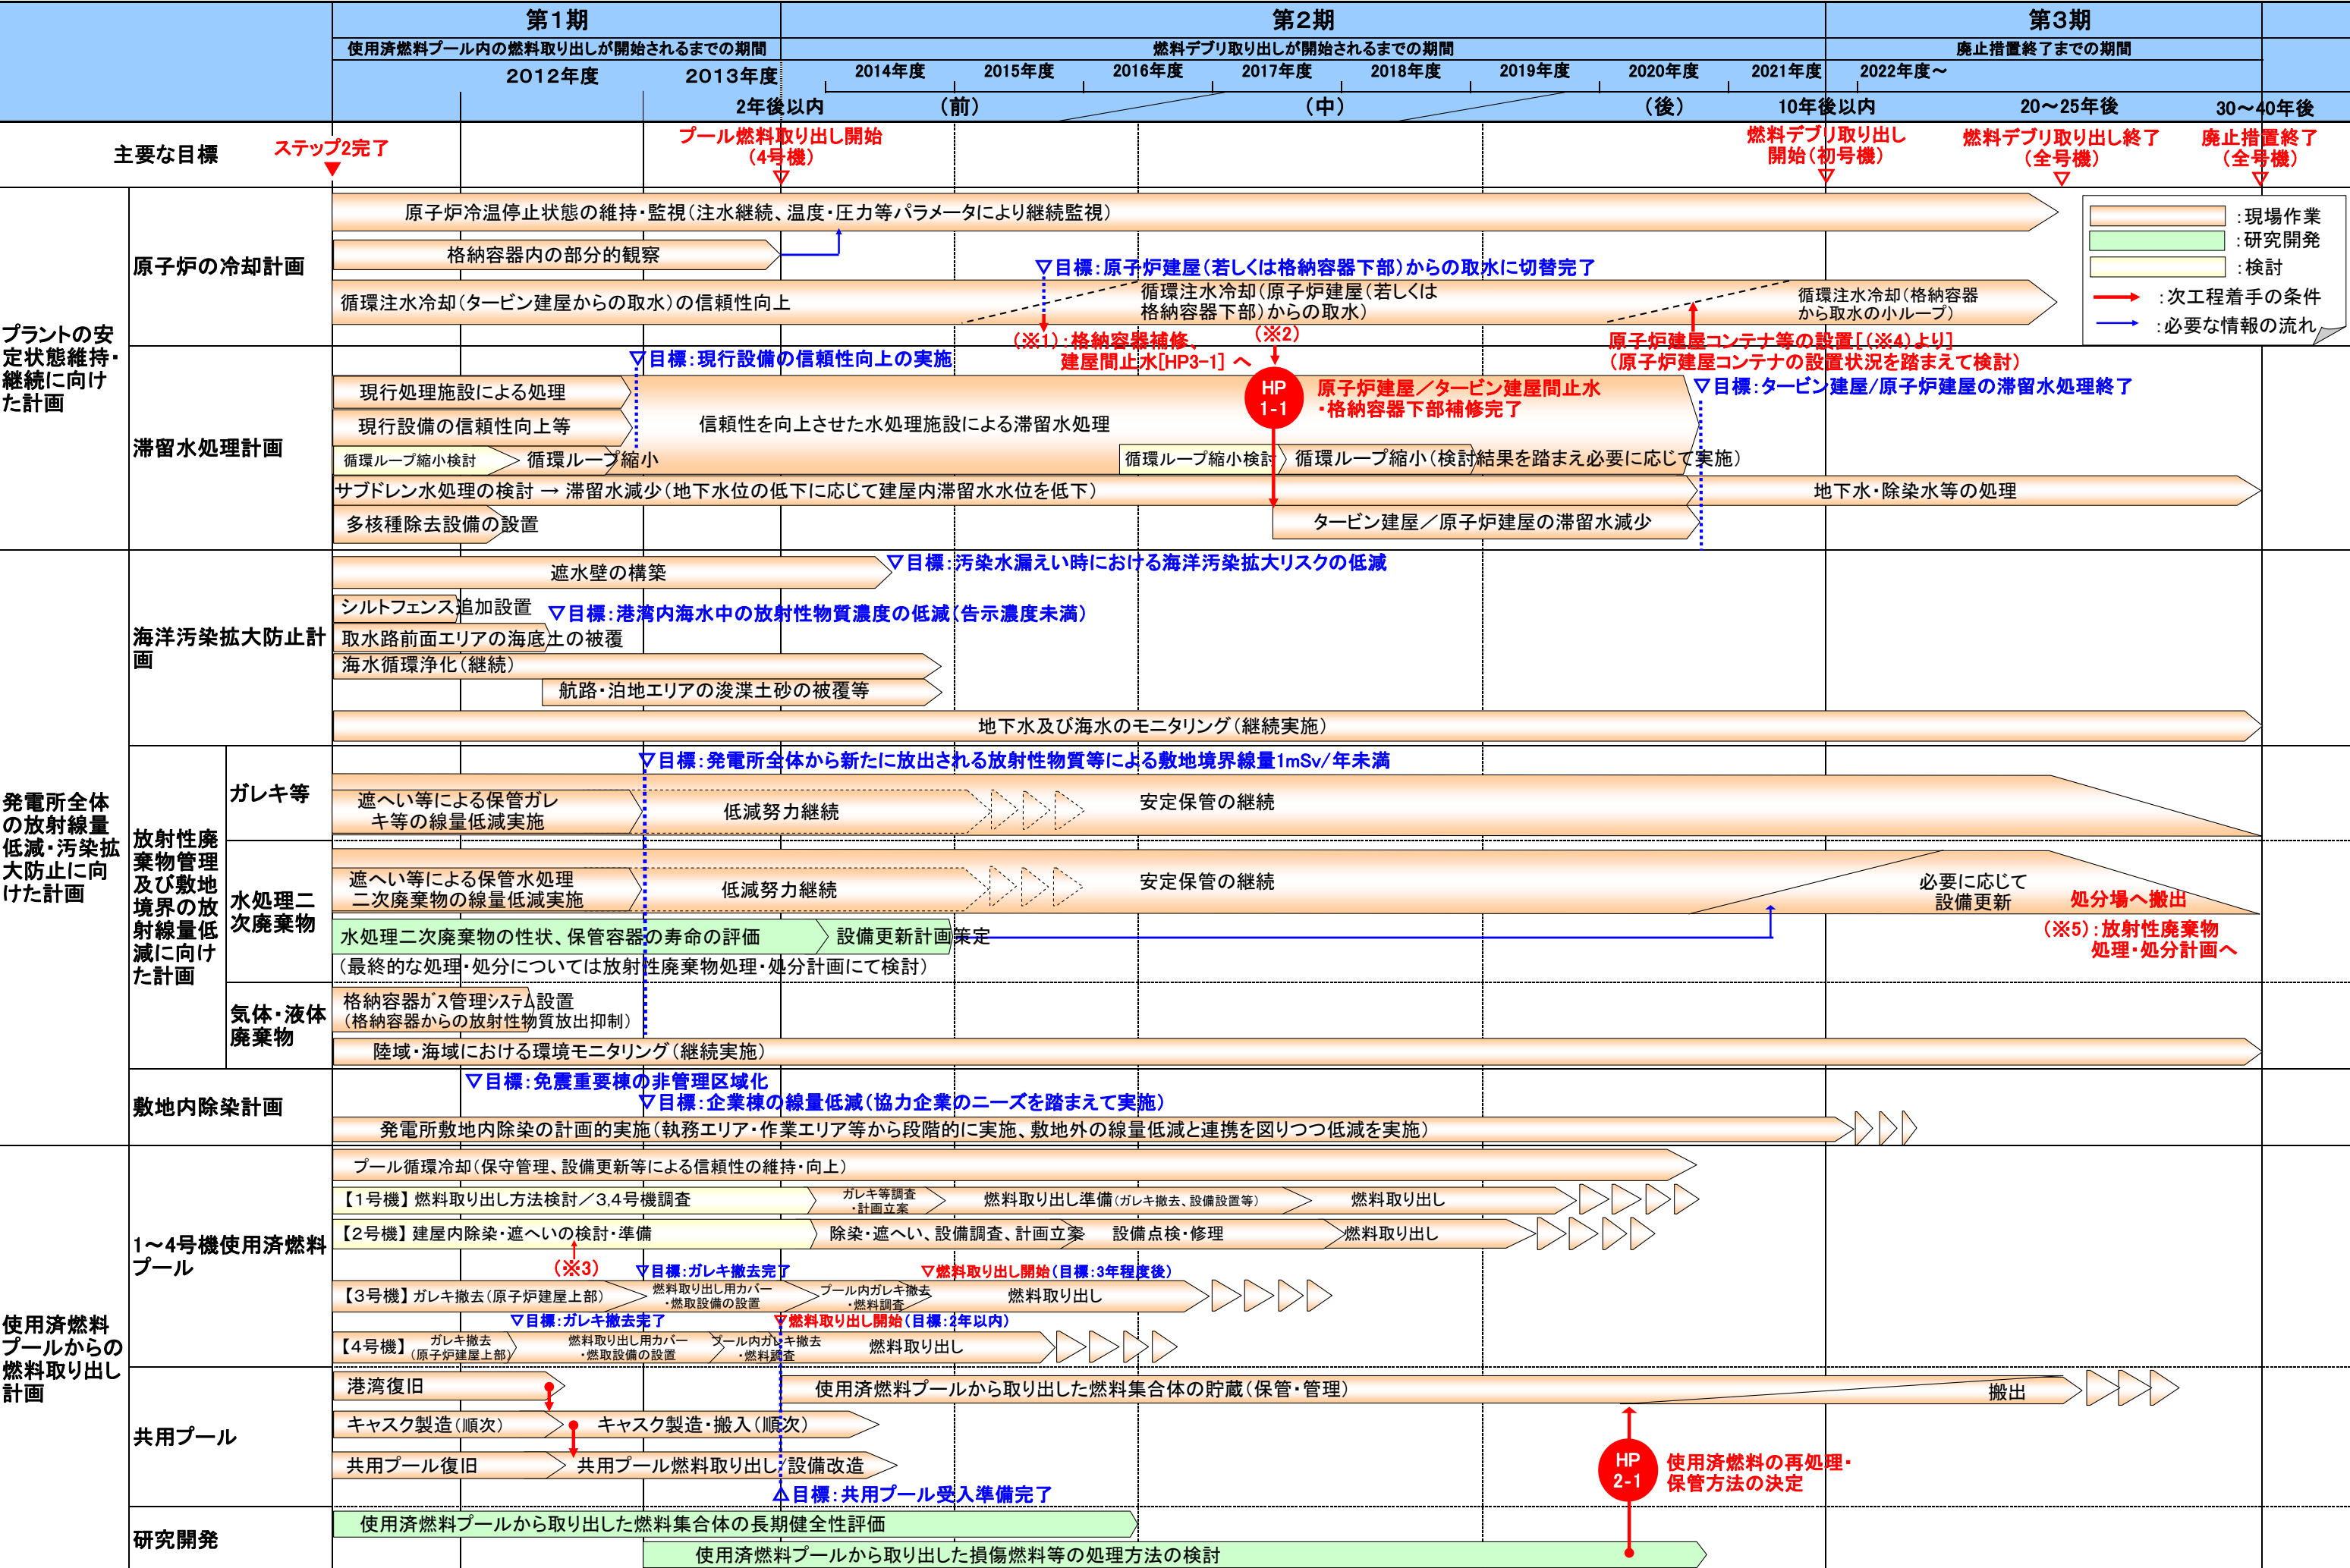 第1期
第2期
第3期
使用済燃料プール内の燃料取り出しが開始されるまでの期間
燃料デブリ取り出しが開始されるまでの期間
廃止措置終了までの期間
2012年度
2013年度
2014年度
2015年度
2016年度
2017年度
2018年度
2019年度
2020年度
2021年度
2022年度～
2年後以内
(前)
(中)
(後)
10年後以内
20～25年後
30～40年後
主要な目標
ステップ2完了
プール燃料取り出し開始
(4号機)
燃料デブリ取り出し
開始(初号機)
燃料デブリ取り出し終了
(全号機)
廃止措置終了
(全号機)
:現場作業
:研究開発
:検討
:次工程着手の条件
:必要な情報の流れ
プラントの安
定状態維持・
継続に向け
た計画
原子炉の冷却計画
原子炉冷温停止状態の維持・監視(注水継続、温度・圧力等パラメータにより継続監視)
格納容器内の部分的観察
▽目標:原子炉建屋(若しくは格納容器下部)からの取水に切替完了
循環注水冷却(タービン建屋からの取水)の信頼性向上
循環注水冷却(原子炉建屋(若しくは
格納容器下部)からの取水)
循環注水冷却(格納容器
から取水の小ループ)
(※1):格納容器補修、
建屋間止水[HP3-1] へ
(※2)
原子炉建屋コンテナ等の設置[(※4)より]
(原子炉建屋コンテナの設置状況を踏まえて検討)
滞留水処理計画
▽目標:現行設備の信頼性向上の実施
HP
1-1
原子炉建屋／タービン建屋間止水
・格納容器下部補修完了
▽目標:タービン建屋/原子炉建屋の滞留水処理終了
現行処理施設による処理
現行設備の信頼性向上等
信頼性を向上させた水処理施設による滞留水処理
循環ループ縮小検討
循環ループ縮小
循環ループ縮小検討
循環ループ縮小(検討結果を踏まえ必要に応じて実施)
サブドレン水処理の検討 → 滞留水減少(地下水位の低下に応じて建屋内滞留水水位を低下)
地下水・除染水等の処理
多核種除去設備の設置
タービン建屋／原子炉建屋の滞留水減少
発電所全体
の放射線量
低減・汚染拡
大防止に向
けた計画
海洋汚染拡大防止計
画
遮水壁の構築
▽目標:汚染水漏えい時における海洋汚染拡大リスクの低減
シルトフェンス追加設置
▽目標:港湾内海水中の放射性物質濃度の低減(告示濃度未満)
取水路前面エリアの海底土の被覆
海水循環浄化(継続)
航路・泊地エリアの浚渫土砂の被覆等
地下水及び海水のモニタリング(継続実施)
放射性廃
棄物管理
及び敷地
境界の放
射線量低
減に向け
た計画
ガレキ等
▽目標:発電所全体から新たに放出される放射性物質等による敷地境界線量1mSv/年未満
遮へい等による保管ガレ
キ等の線量低減実施
低減努力継続
安定保管の継続
水処理二
次廃棄物
遮へい等による保管水処理
二次廃棄物の線量低減実施
低減努力継続
安定保管の継続
必要に応じて
設備更新
処分場へ搬出
(※5):放射性廃棄物
処理・処分計画へ
水処理二次廃棄物の性状、保管容器の寿命の評価
設備更新計画策定
(最終的な処理・処分については放射性廃棄物処理・処分計画にて検討)
気体・液体
廃棄物
格納容器ガス管理システム設置
(格納容器からの放射性物質放出抑制)
陸域・海域における環境モニタリング(継続実施)
敷地内除染計画
▽目標:免震重要棟の非管理区域化
▽目標:企業棟の線量低減(協力企業のニーズを踏まえて実施)
発電所敷地内除染の計画的実施(執務エリア・作業エリア等から段階的に実施、敷地外の線量低減と連携を図りつつ低減を実施)
使用済燃料
プールからの
燃料取り出し
計画
1～4号機使用済燃料
プール
プール循環冷却(保守管理、設備更新等による信頼性の維持・向上)
【1号機】 燃料取り出し方法検討／3,4号機調査
ガレキ等調査
・計画立案
燃料取り出し準備(ガレキ撤去、設備設置等)
燃料取り出し
【2号機】 建屋内除染・遮へいの検討・準備
除染・遮へい、設備調査、計画立案
設備点検・修理
燃料取り出し
(※3)
▽目標:ガレキ撤去完了
▽燃料取り出し開始(目標:3年程度後)
【3号機】 ガレキ撤去(原子炉建屋上部)
燃料取り出し用カバー
・燃取設備の設置
プール内ガレキ撤去
・燃料調査
燃料取り出し
▽目標:ガレキ撤去完了
▽燃料取り出し開始(目標:2年以内)
【4号機】
ガレキ撤去
(原子炉建屋上部)
燃料取り出し用カバー
・燃取設備の設置
プール内ガレキ撤去
・燃料調査
燃料取り出し
共用プール
港湾復旧
使用済燃料プールから取り出した燃料集合体の貯蔵(保管・管理)
搬出
キャスク製造(順次)
キャスク製造・搬入(順次)
共用プール復旧
共用プール燃料取り出し/設備改造
HP
2-1
使用済燃料の再処理・
保管方法の決定
△目標:共用プール受入準備完了
研究開発
使用済燃料プールから取り出した燃料集合体の長期健全性評価
使用済燃料プールから取り出した損傷燃料等の処理方法の検討